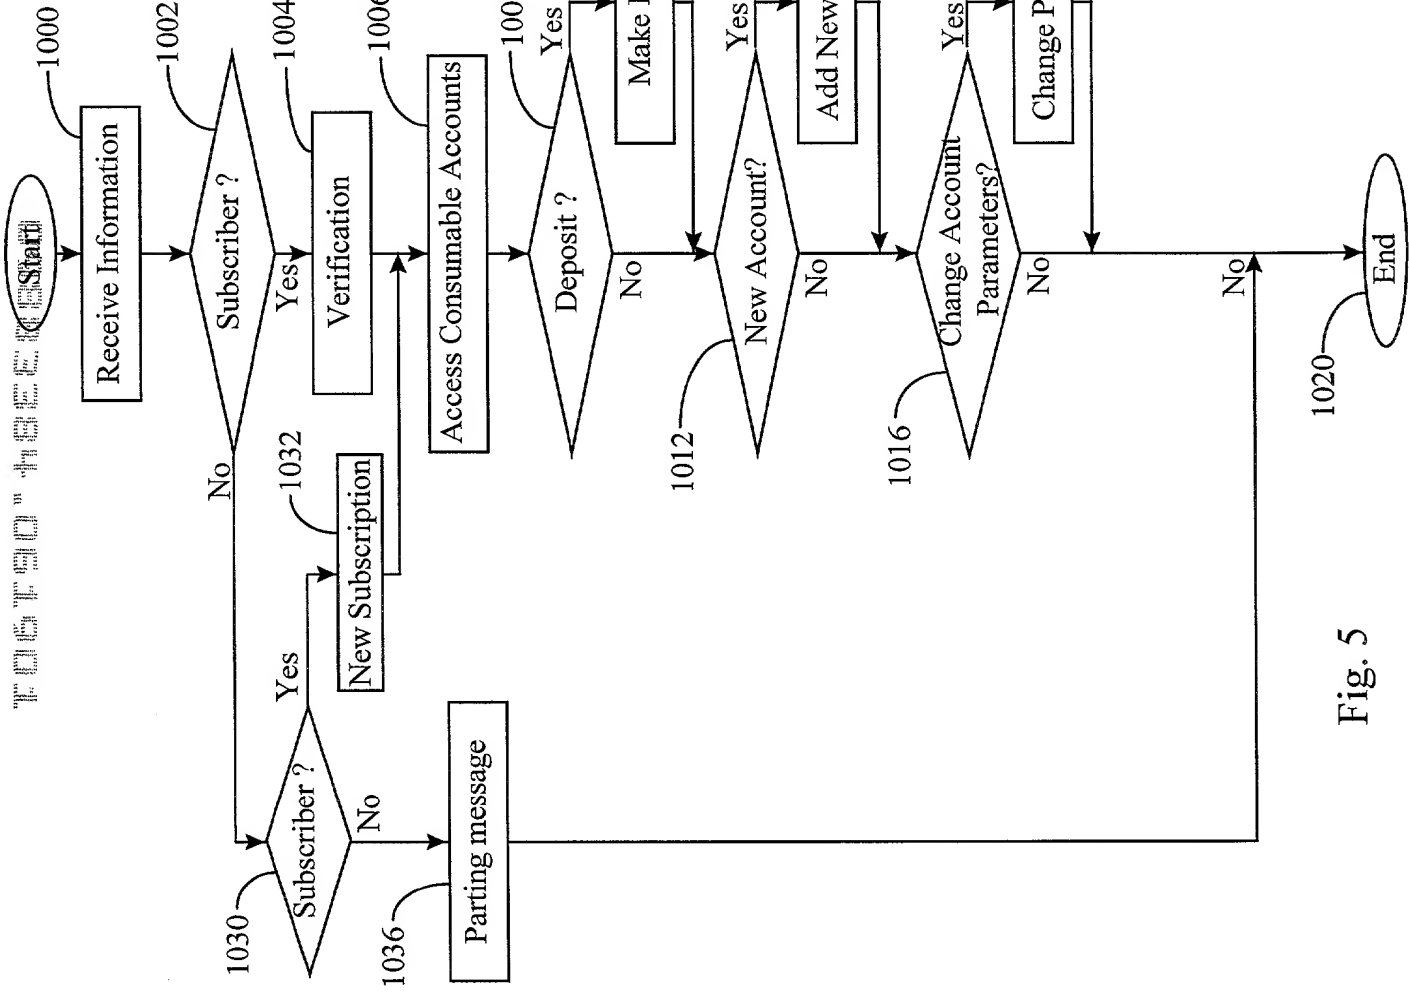 Start
1000
Receive Information
1002
Subscriber ?
Yes
No
1004
Verification
1006
Access Consumable Accounts
100
Deposit ?
Yes
No
Make
1012
New Account?
Yes
No
Add New
1016
Change Account
Parameters?
Yes
No
Change P
1030
Subscriber ?
Yes
No
1032
New Subscription
1036
Parting message
No
1020
End
Fig. 5